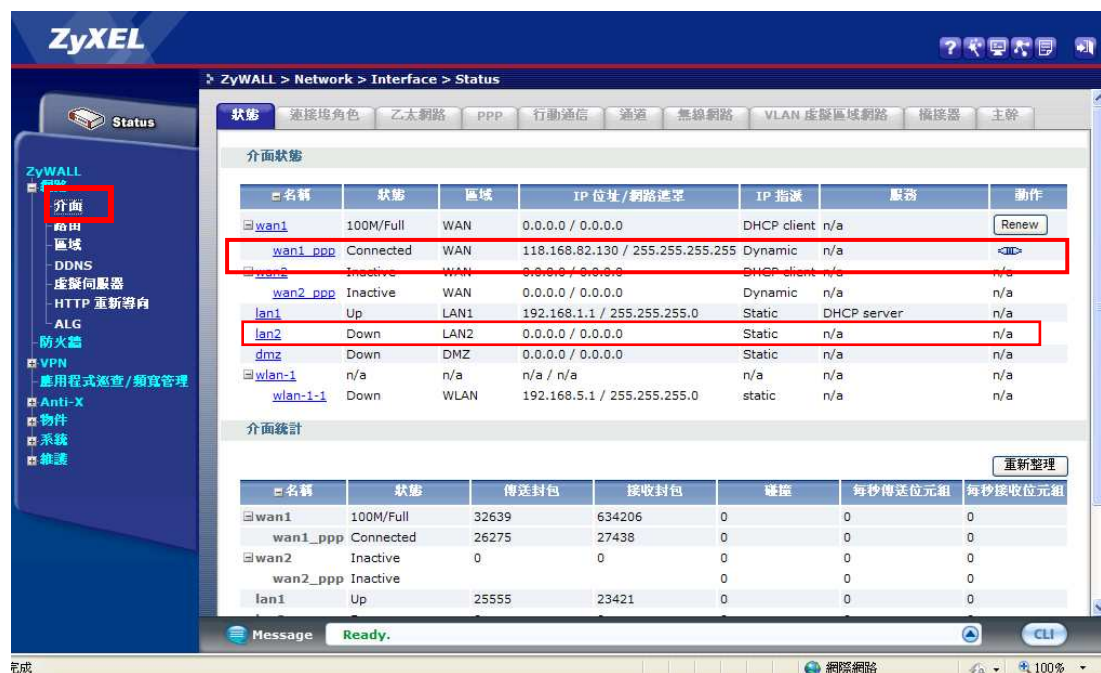 ZyXEL
ZyWALL > Network > Interface > Status
Status
狀態 連接埠角色 乙太網路 PPP 行動通信 通道 無線網路 VLAN 虛擬區域網路 橋接器 主幹
ZyWALL
網路
介面
路由
區域
DDNS
虛擬伺服器
HTTP 重新導向
ALG
防火牆
VPN
應用程式巡查/頻寬管理
Anti-X
物件
系統
維護
介面狀態
名稱 狀態 區域 IP 位址/網路遮罩 IP 指派 服務 動作
wan1 100M/Full WAN 0.0.0.0 / 0.0.0.0 DHCP client n/a Renew
wan1_ppp Connected WAN 118.168.82.130 / 255.255.255.255 Dynamic n/a
wan2 Inactive WAN 0.0.0.0 / 0.0.0.0 DHCP client n/a n/a
wan2_ppp Inactive WAN 0.0.0.0 / 0.0.0.0 Dynamic n/a n/a
lan1 Up LAN1 192.168.1.1 / 255.255.255.0 Static DHCP server n/a
lan2 Down LAN2 0.0.0.0 / 0.0.0.0 Static n/a n/a
dmz Down DMZ 0.0.0.0 / 0.0.0.0 Static n/a n/a
wlan-1 n/a n/a n/a / n/a n/a n/a n/a
wlan-1-1 Down WLAN 192.168.5.1 / 255.255.255.0 static n/a n/a
介面統計
重新整理
名稱 狀態 傳送封包 接收封包 碰撞 每秒傳送位元組 每秒接收位元組
wan1 100M/Full 32639 634206 0 0 0
wan1_ppp Connected 26275 27438 0 0 0
wan2 Inactive 0 0 0 0 0
wan2_ppp Inactive 0 0 0
lan1 Up 25555 23421 0 0 0
Message Ready. CLI
完成 網際網路 100%